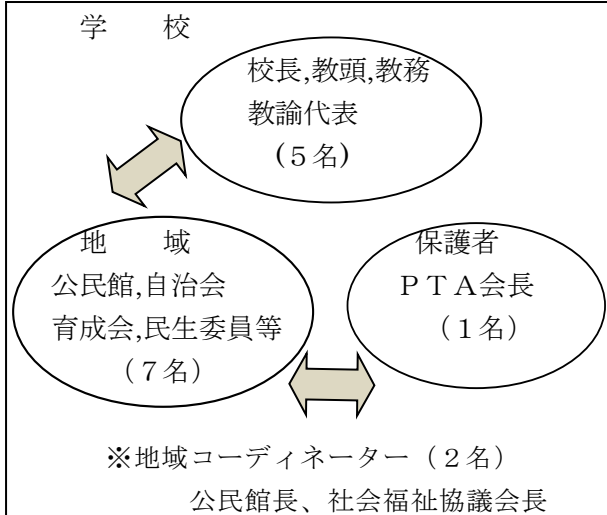 学　校
校長,教頭,教務
教諭代表
(５名)
地　域
公民館,自治会
育成会,民生委員等
（７名）
保護者
ＰＴＡ会長
（１名）
※地域コーディネーター（２名）
公民館長、社会福祉協議会長